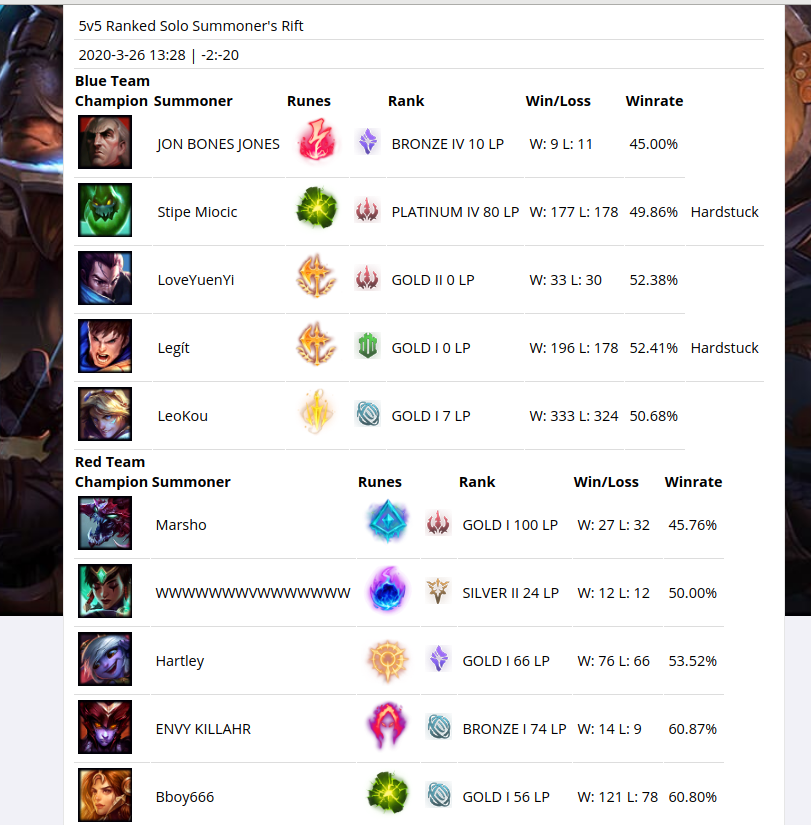 5v5 Ranked Solo Summoner's Rift
2020-3-26 13:28 | -2:-20
Blue Team
Champion Summoner Runes Rank Win/Loss Winrate
JON BONES JONES BRONZE IV 10 LP W: 9 L: 11 45.00%
Stipe Miocic PLATINUM IV 80 LP W: 177 L: 178 49.86% Hardstuck
LoveYuenYi GOLD II 0 LP W: 33 L: 30 52.38%
Legít GOLD I 0 LP W: 196 L: 178 52.41% Hardstuck
LeoKou GOLD I 7 LP W: 333 L: 324 50.68%
Red Team
Champion Summoner Runes Rank Win/Loss Winrate
Marsho GOLD I 100 LP W: 27 L: 32 45.76%
WWWWWWWVWWWWWWW SILVER II 24 LP W: 12 L: 12 50.00%
Hartley GOLD I 66 LP W: 76 L: 66 53.52%
ENVY KILLAHR BRONZE I 74 LP W: 14 L: 9 60.87%
Bboy666 GOLD I 56 LP W: 121 L: 78 60.80%